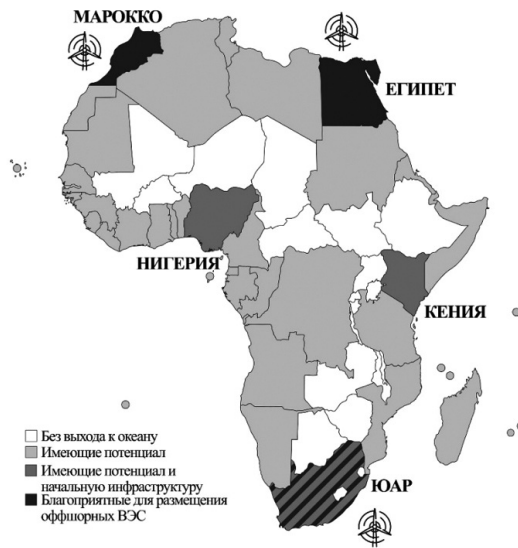 МАРОККО
ЕГИПЕТ
НИГЕРИЯ
КЕНИЯ
Без выхода к океану
Имеющие потенциал
Имеющие потенциал и
начальную инфраструктуру
Благоприятные для размещения
оффшорных ВЭС
ЮАР